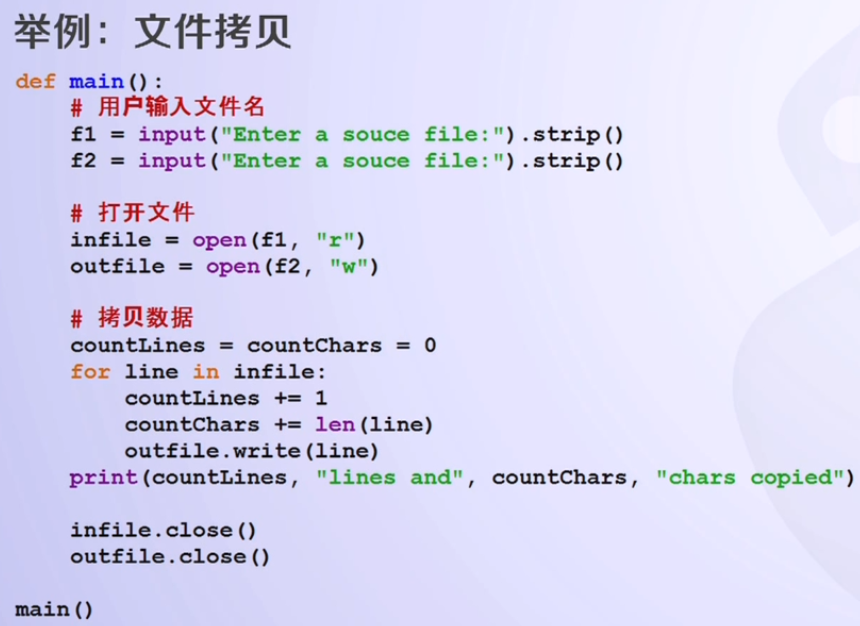 举例：文件拷贝
def main():
    # 用户输入文件名
    f1 = input("Enter a souce file:").strip()
    f2 = input("Enter a souce file:").strip()

    # 打开文件
    infile = open(f1, "r")
    outfile = open(f2, "w")

    # 拷贝数据
    countLines = countChars = 0
    for line in infile:
        countLines += 1
        countChars += len(line)
        outfile.write(line)
    print(countLines, "lines and", countChars, "chars copied")

    infile.close()
    outfile.close()

main()